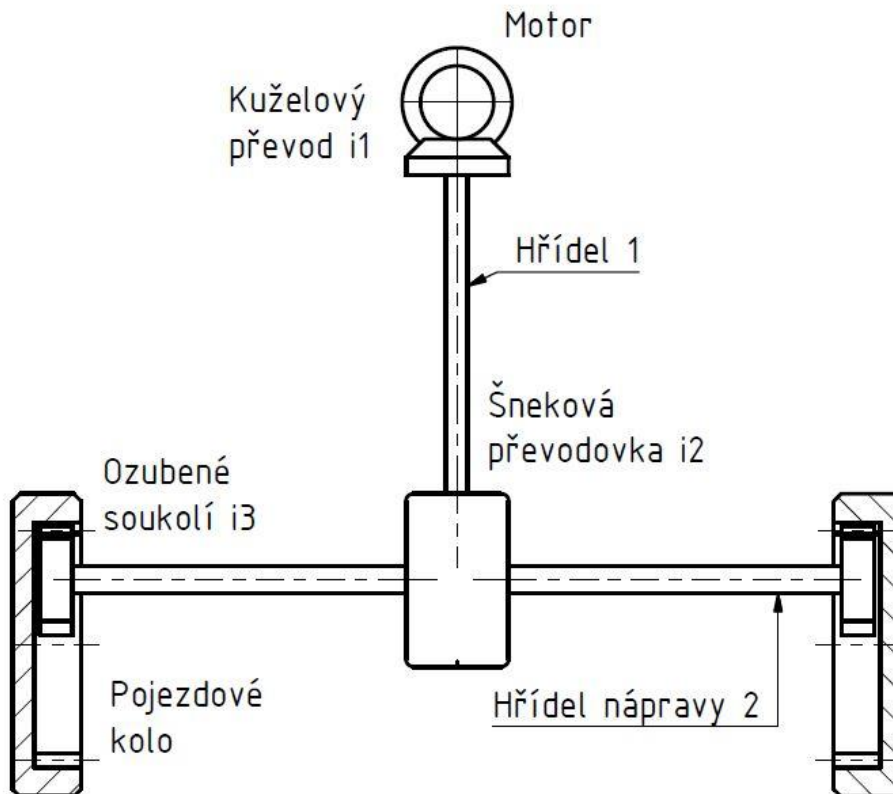 Motor
Kuželový
převod i1
Hřídel 1
Šneková
převodovka i2
Ozubené
soukolí i3
Pojezdové
kolo
Hřídel nápravy 2